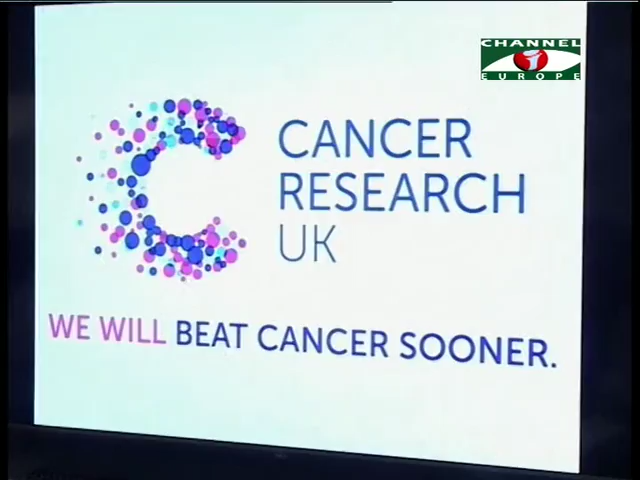 CHANNEL
i
EUROPE
CANCER
RESEARCH
UK
WE WILL BEAT CANCER SOONER.